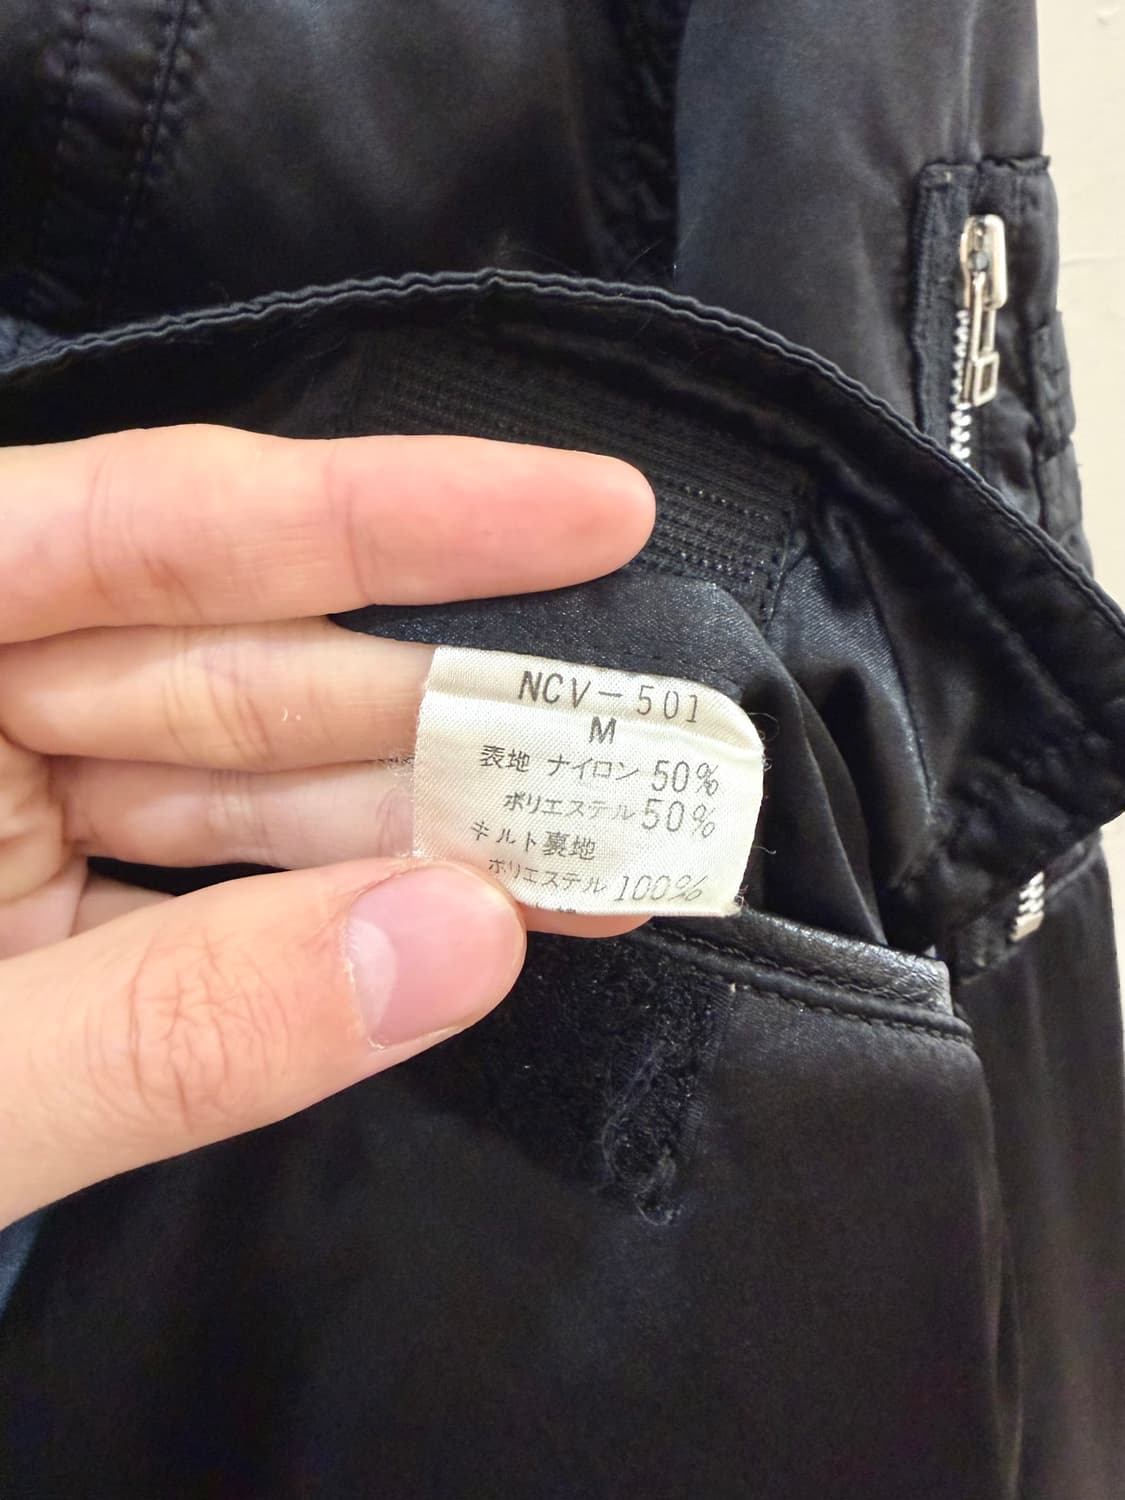 NCV-501
M
表地 ナイロン 50%
ポリエステル 50%
キルト裏地
ポリエステル 100%